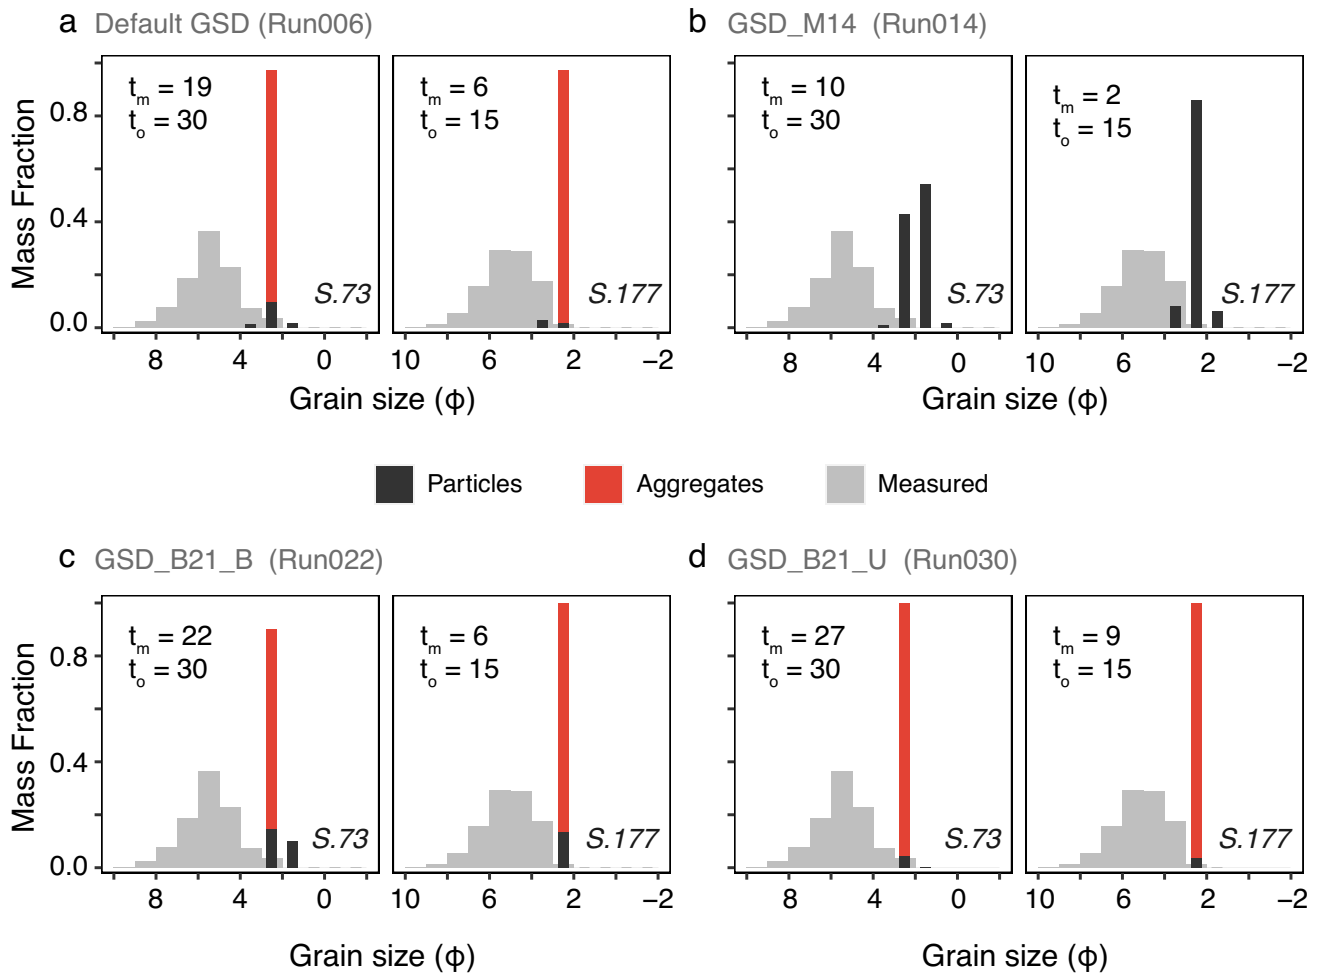 a Default GSD (Run006)
b GSD_M14 (Run014)
tm = 19
to = 30
tm = 6
to = 15
tm = 10
to = 30
tm = 2
to = 15
S.73
S.177
S.73
S.177
Mass Fraction
0.8
0.4
0.0
8 4 0
10 6 2 −2
8 4 0
10 6 2 −2
Grain size (ϕ)
Grain size (ϕ)
Particles
Aggregates
Measured
c GSD_B21_B (Run022)
d GSD_B21_U (Run030)
tm = 22
to = 30
tm = 6
to = 15
tm = 27
to = 30
tm = 9
to = 15
S.73
S.177
S.73
S.177
Mass Fraction
0.8
0.4
0.0
8 4 0
10 6 2 −2
8 4 0
10 6 2 −2
Grain size (ϕ)
Grain size (ϕ)